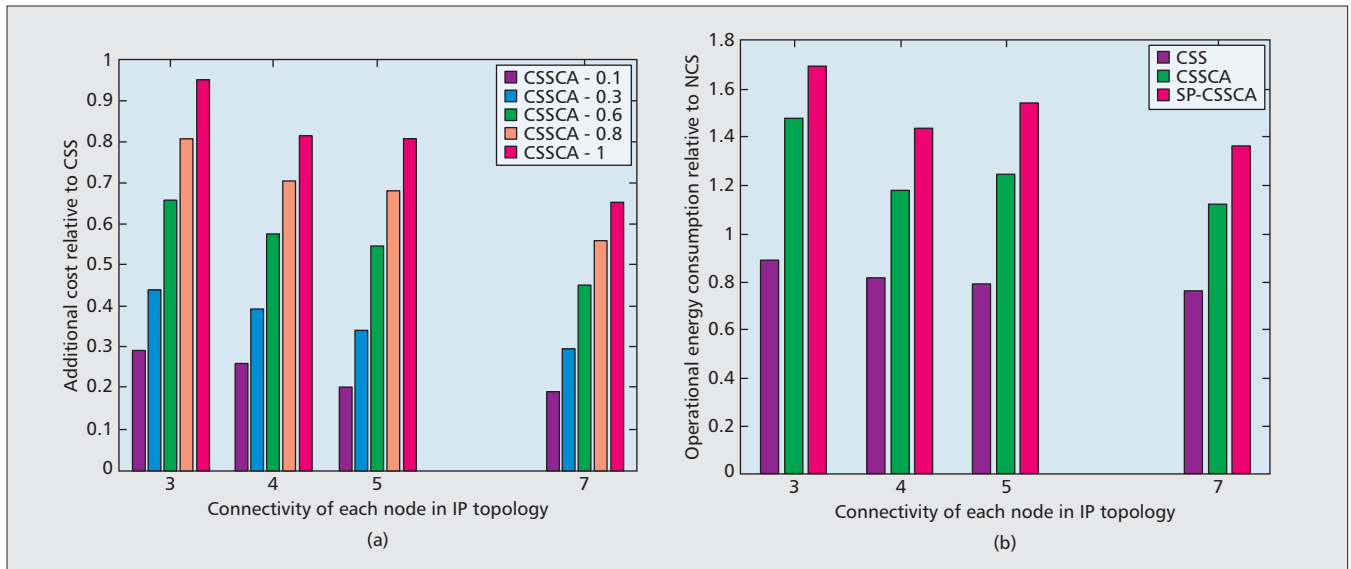 1
0.9
0.8
0.7
0.6
0.5
0.4
0.3
0.2
0.1
0
Additional cost relative to CSS
CSSCA - 0.1
CSSCA - 0.3
CSSCA - 0.6
CSSCA - 0.8
CSSCA - 1
3 4 5 7
Connectivity of each node in IP topology
(a)
1.8
1.6
1.4
1.2
1
0.8
0.6
0.4
0.2
0
Operational energy consumption relative to NCS
CSS
CSSCA
SP-CSSCA
3 4 5 7
Connectivity of each node in IP topology
(b)